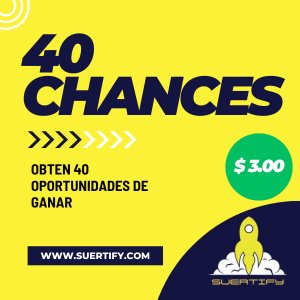 40
CHANCES
OBTEN 40
OPORTUNIDADES DE
GANAR
$ 3.00
WWW.SUERTIFY.COM
SUERTIFY